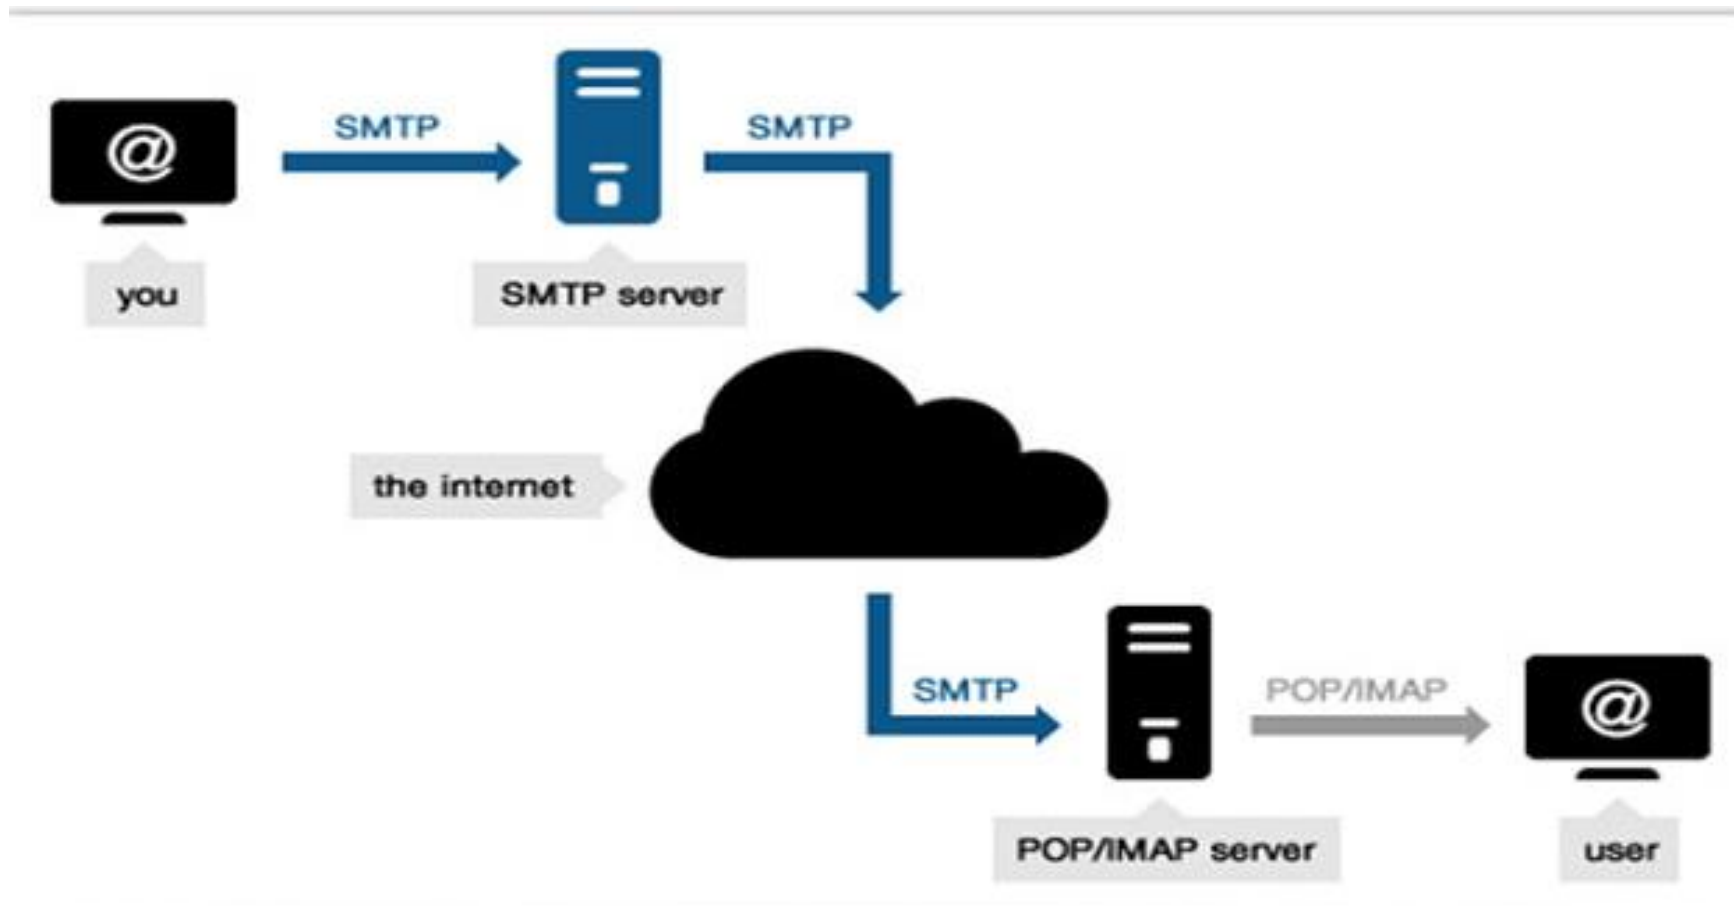 @
SMTP
SMTP
you
SMTP server
the internet
SMTP
POP/IMAP
@
POP/IMAP server
user